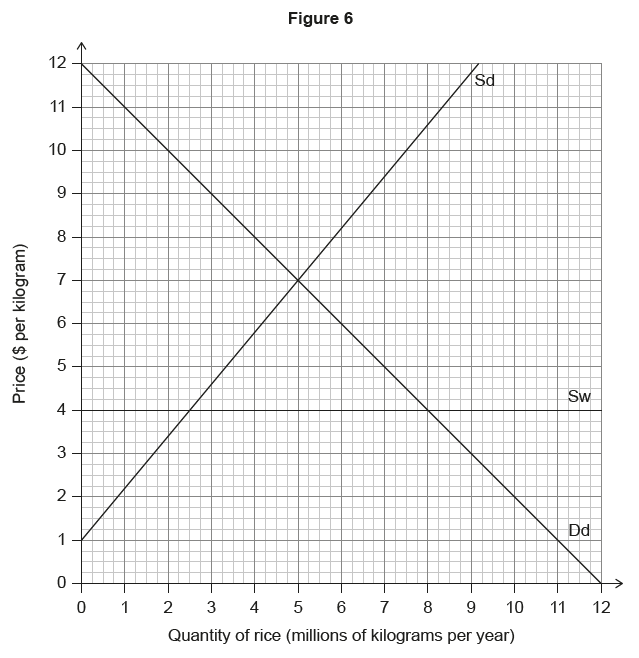 Figure 6
12
11
10
9
8
7
6
5
4
3
2
1
0
Price ($ per kilogram)
Sd
Sw
Dd
0 1 2 3 4 5 6 7 8 9 10 11 12
Quantity of rice (millions of kilograms per year)